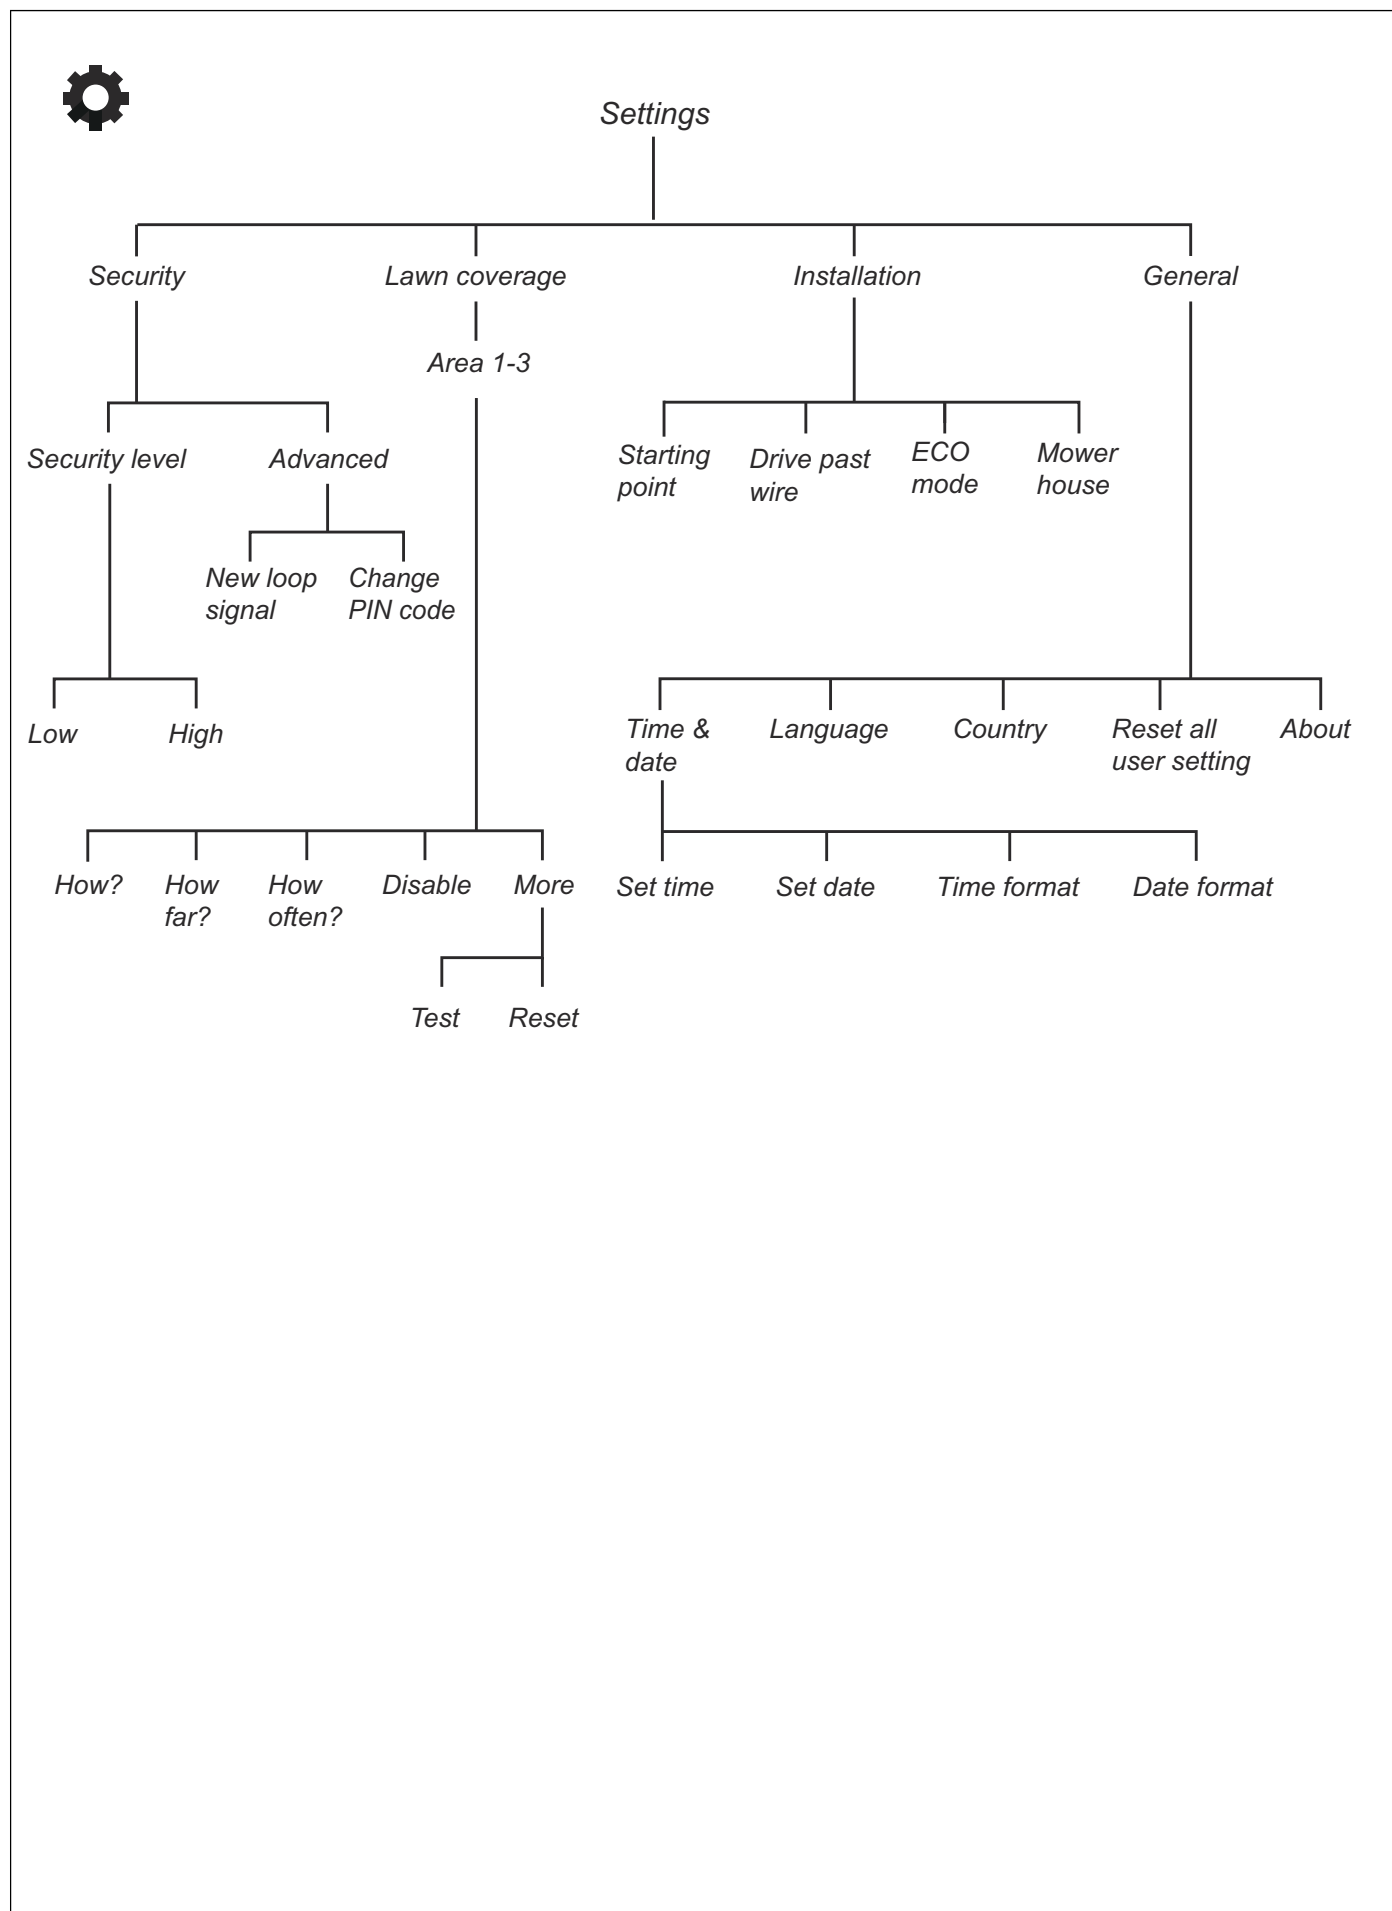 Settings
Security
Lawn coverage
Installation
General
Area 1-3
Security level
Advanced
Starting
point
Drive past
wire
ECO
mode
Mower
house
New loop
signal
Change
PIN code
Low
High
Time &
date
Language
Country
Reset all
user setting
About
How?
How
far?
How
often?
Disable
More
Set time
Set date
Time format
Date format
Test
Reset